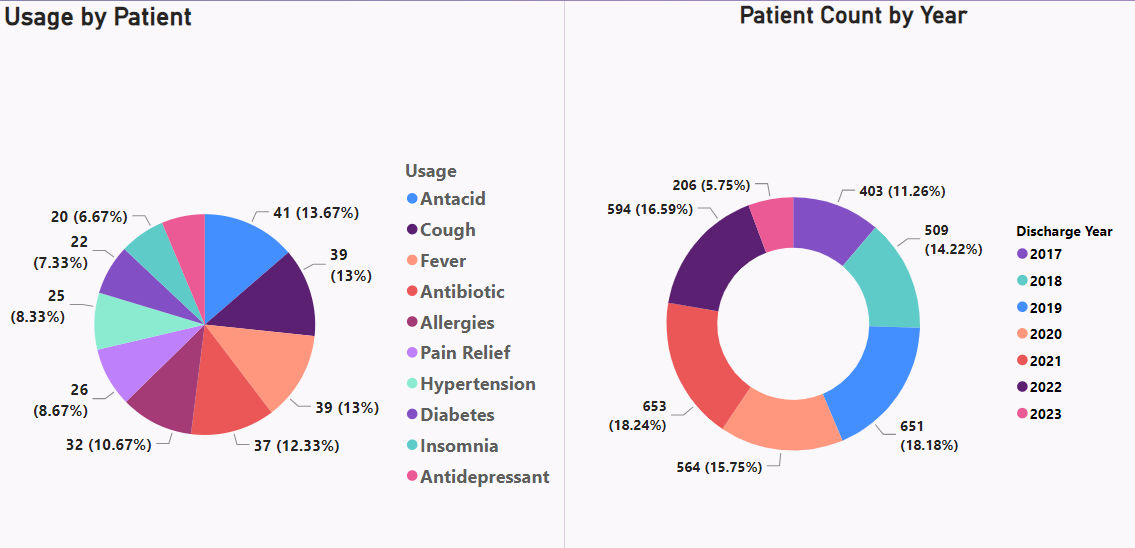 Usage by Patient
20 (6.67%)
22
(7.33%)
25
(8.33%)
26
(8.67%)
32 (10.67%)
37 (12.33%)
39 (13%)
39
(13%)
41 (13.67%)
Usage
Antacid
Cough
Fever
Antibiotic
Allergies
Pain Relief
Hypertension
Diabetes
Insomnia
Antidepressant
Patient Count by Year
206 (5.75%)
594 (16.59%)
653
(18.24%)
564 (15.75%)
651
(18.18%)
509
(14.22%)
403 (11.26%)
Discharge Year
2017
2018
2019
2020
2021
2022
2023